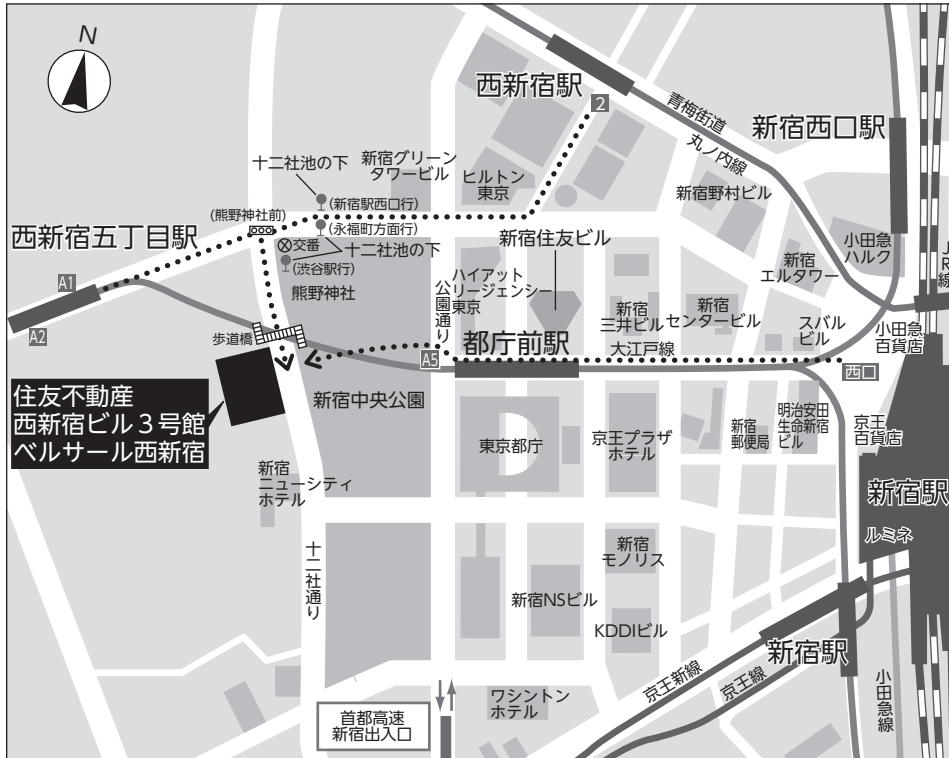 N
西新宿駅
2
青梅街道
丸ノ内線
新宿西口駅
十二社池の下
新宿グリーン
タワービル
ヒルトン
東京
新宿野村ビル
(新宿駅西口行)
(熊野神社前)
(永福町方面行)
西新宿五丁目駅
交番
十二社池の下
(渋谷駅行)
新宿住友ビル
小田急
ハルク
新宿
エルタワー
JR線
A1
A2
熊野神社
ハイアット
リージェンシー
東京
公園通り
新宿
三井ビル
新宿
センタービル
スバル
ビル
小田急
百貨店
歩道橋
A5
都庁前駅
大江戸線
西口
住友不動産
西新宿ビル3号館
ベルサール西新宿
新宿中央公園
東京都庁
京王プラザ
ホテル
新宿
郵便局
明治安田
生命新宿
ビル
京王
百貨店
新宿
ニューシティ
ホテル
新宿駅
ルミネ
十二社通り
新宿
モノリス
新宿NSビル
KDDIビル
新宿駅
京王新線
京王線
小田急線
ワシントン
ホテル
首都高速
新宿出入口